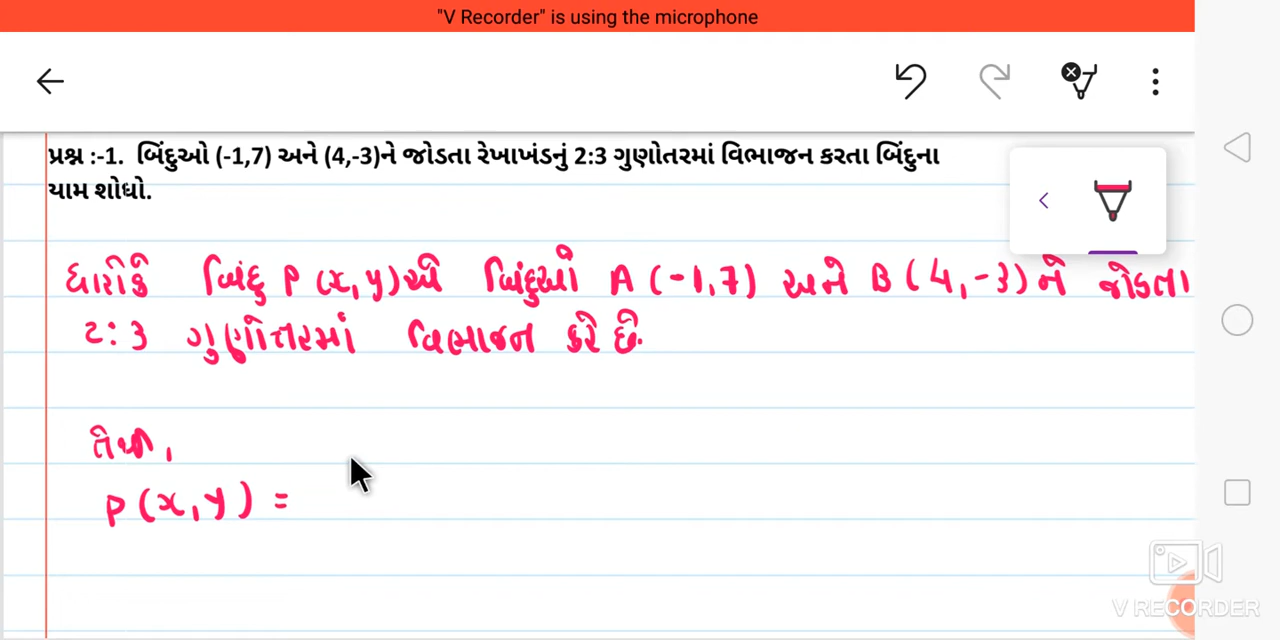 "V Recorder" is using the microphone
પ્રશ્ન :-1. બિંદુઓ (-1,7) અને (4,-3)ને જોડતા રેખાખંડનું 2:3 ગુણોતરમાં વિભાજન કરતા બિંદુના
યામ શોધો.
ધારોકે બિંદુ P (x,y)એ બિંદુઓ A (-1,7) અને B (4,-3) ને જોડતા
2:3 ગુણોત્તરમાં વિભાજન કરે છે.
તેથી,
P(x,y) =
V RECORDER